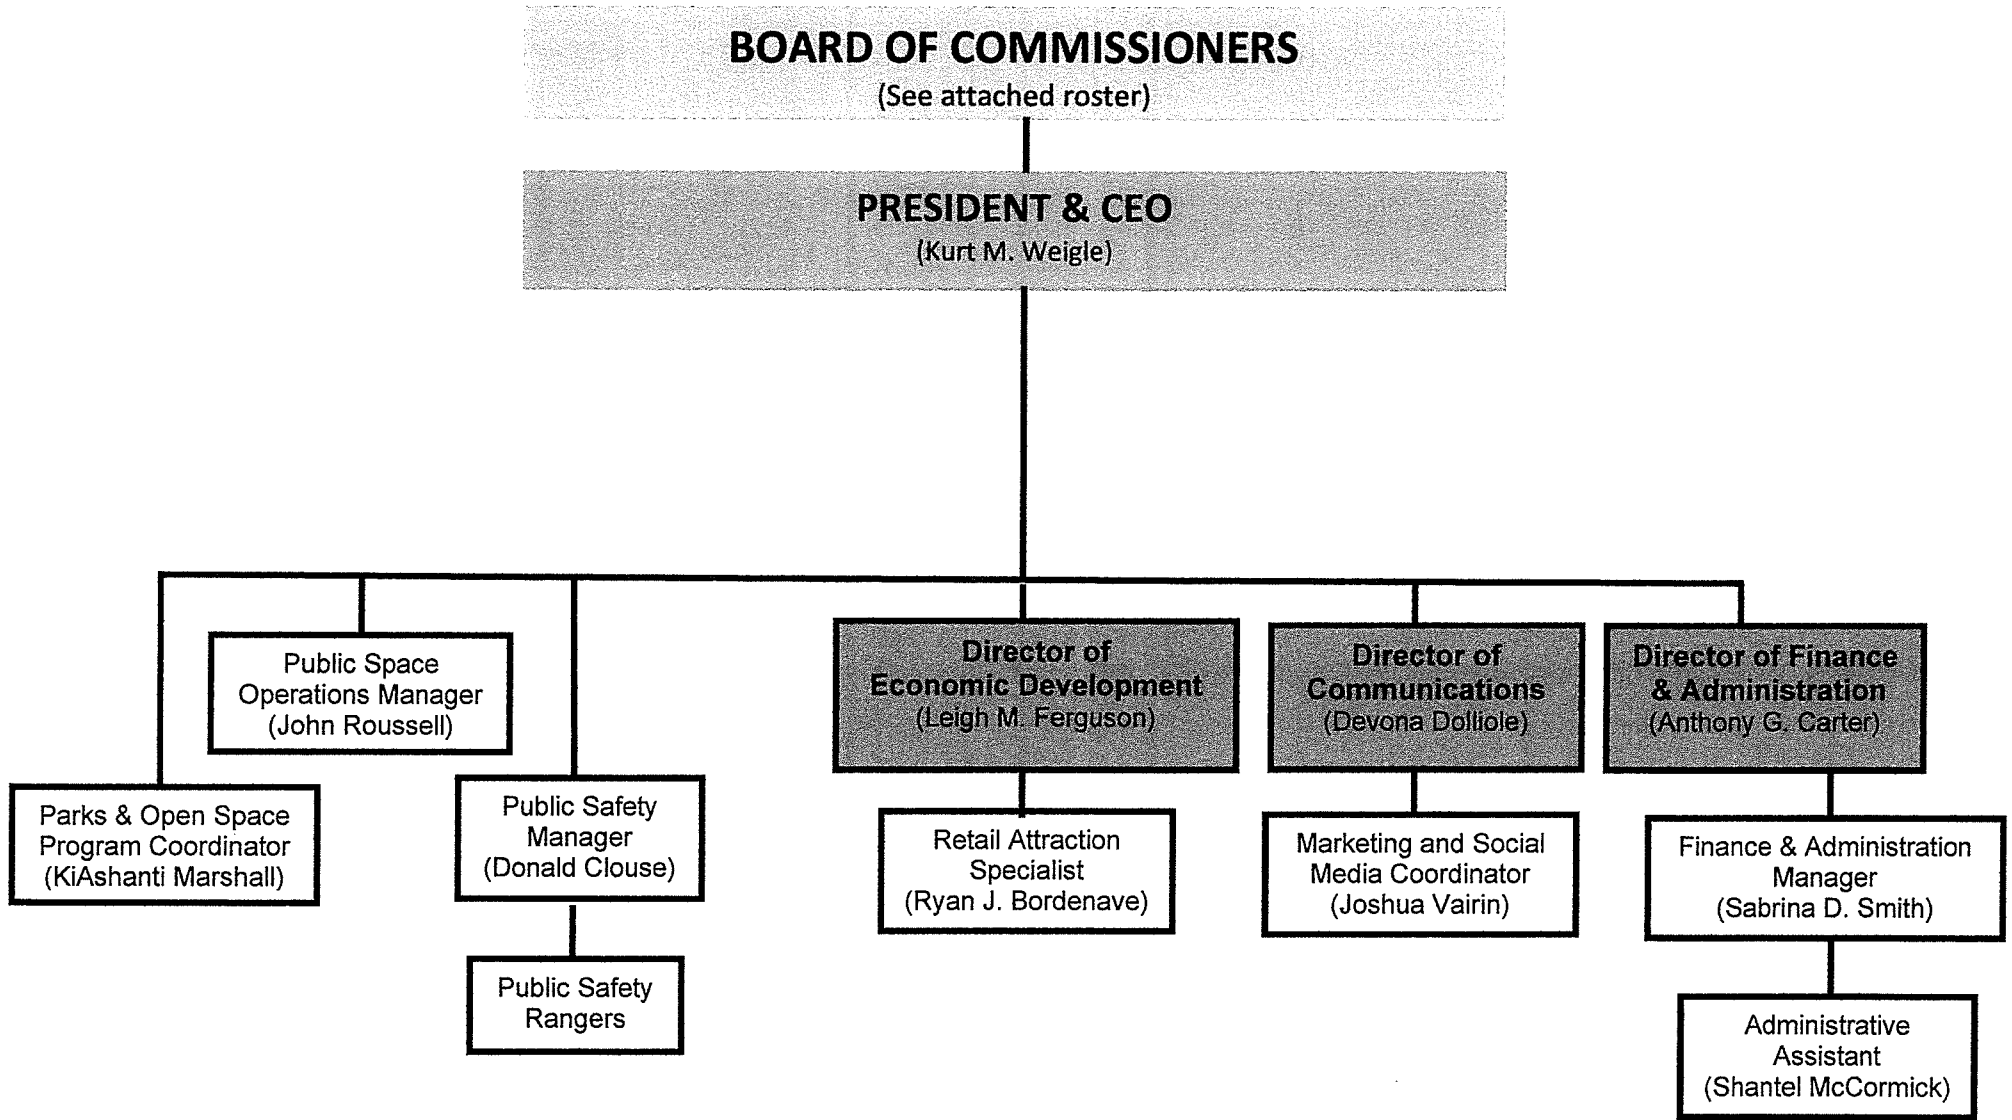 BOARD OF COMMISSIONERS
(See attached roster)
PRESIDENT & CEO
(Kurt M. Weigle)
Public Space
Operations Manager
(John Roussell)
Parks & Open Space
Program Coordinator
(KiAshanti Marshall)
Public Safety
Manager
(Donald Clouse)
Public Safety
Rangers
Director of
Economic Development
(Leigh M. Ferguson)
Retail Attraction
Specialist
(Ryan J. Bordenave)
Director of
Communications
(Devona Dolliole)
Marketing and Social
Media Coordinator
(Joshua Vairin)
Director of Finance
& Administration
(Anthony G. Carter)
Finance & Administration
Manager
(Sabrina D. Smith)
Administrative
Assistant
(Shantel McCormick)